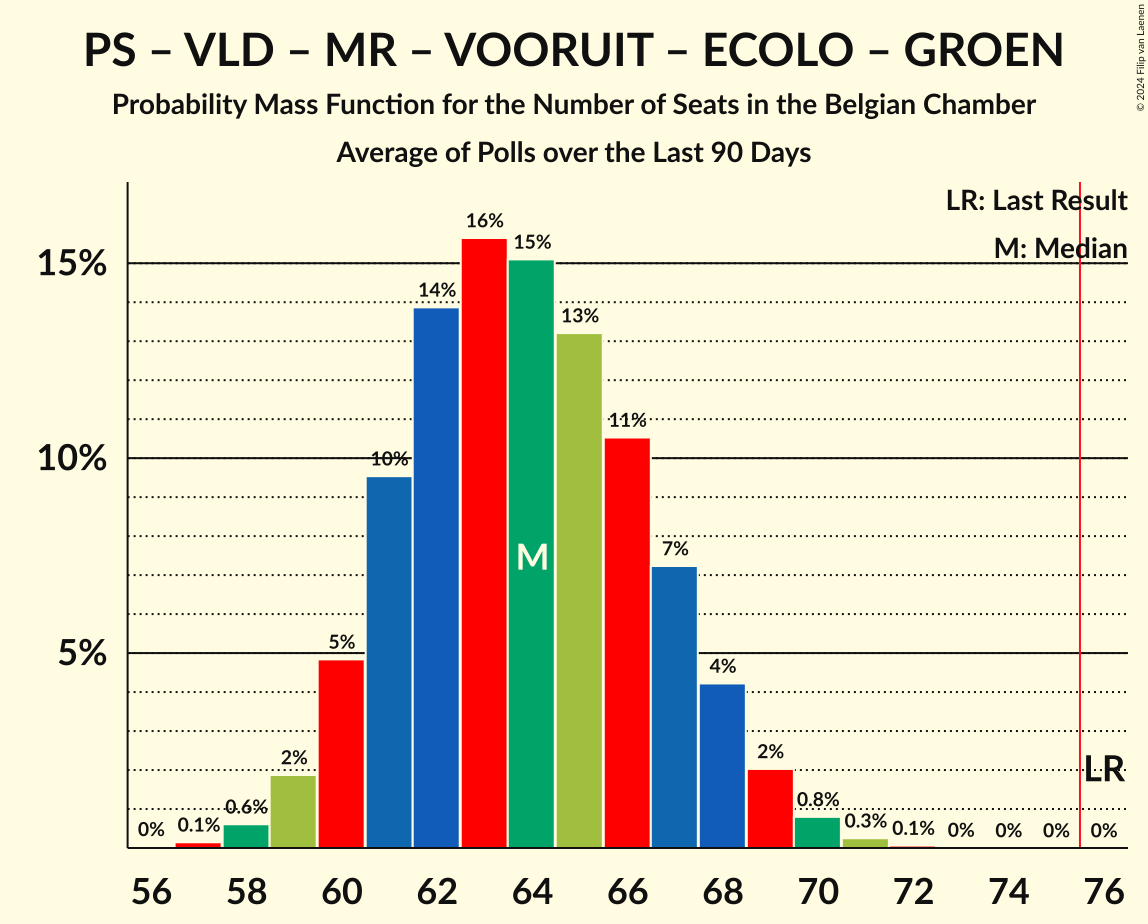 PS – VLD – MR – VOORUIT – ECOLO – GROEN
Probability Mass Function for the Number of Seats in the Belgian Chamber
Average of Polls over the Last 90 Days
© 2024 Filip van Laenen
LR: Last Result
M: Median
15%
10%
5%
0%
0.1%
0.6%
2%
5%
10%
14%
16%
15%
13%
11%
7%
4%
2%
0.8%
0.3%
0.1%
0%
0%
0%
0%
M
LR
56 58 60 62 64 66 68 70 72 74 76